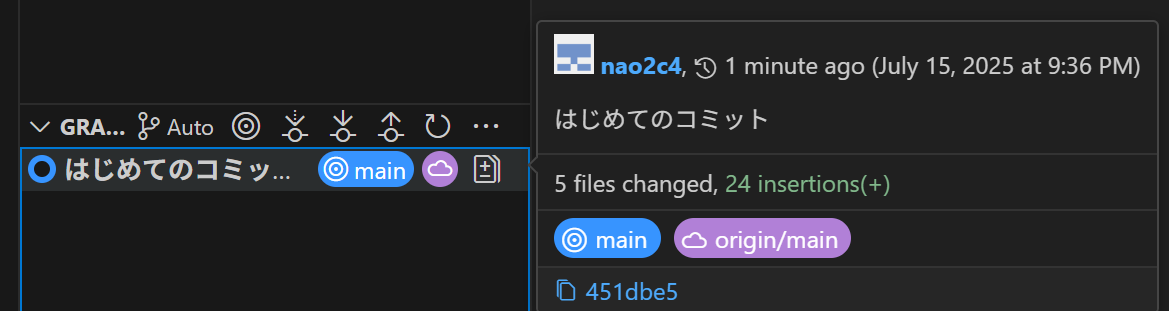 GRA... Auto
はじめてのコミッ... main
nao2c4, 1 minute ago (July 15, 2025 at 9:36 PM)
はじめてのコミット
5 files changed, 24 insertions(+)
main origin/main
451dbe5